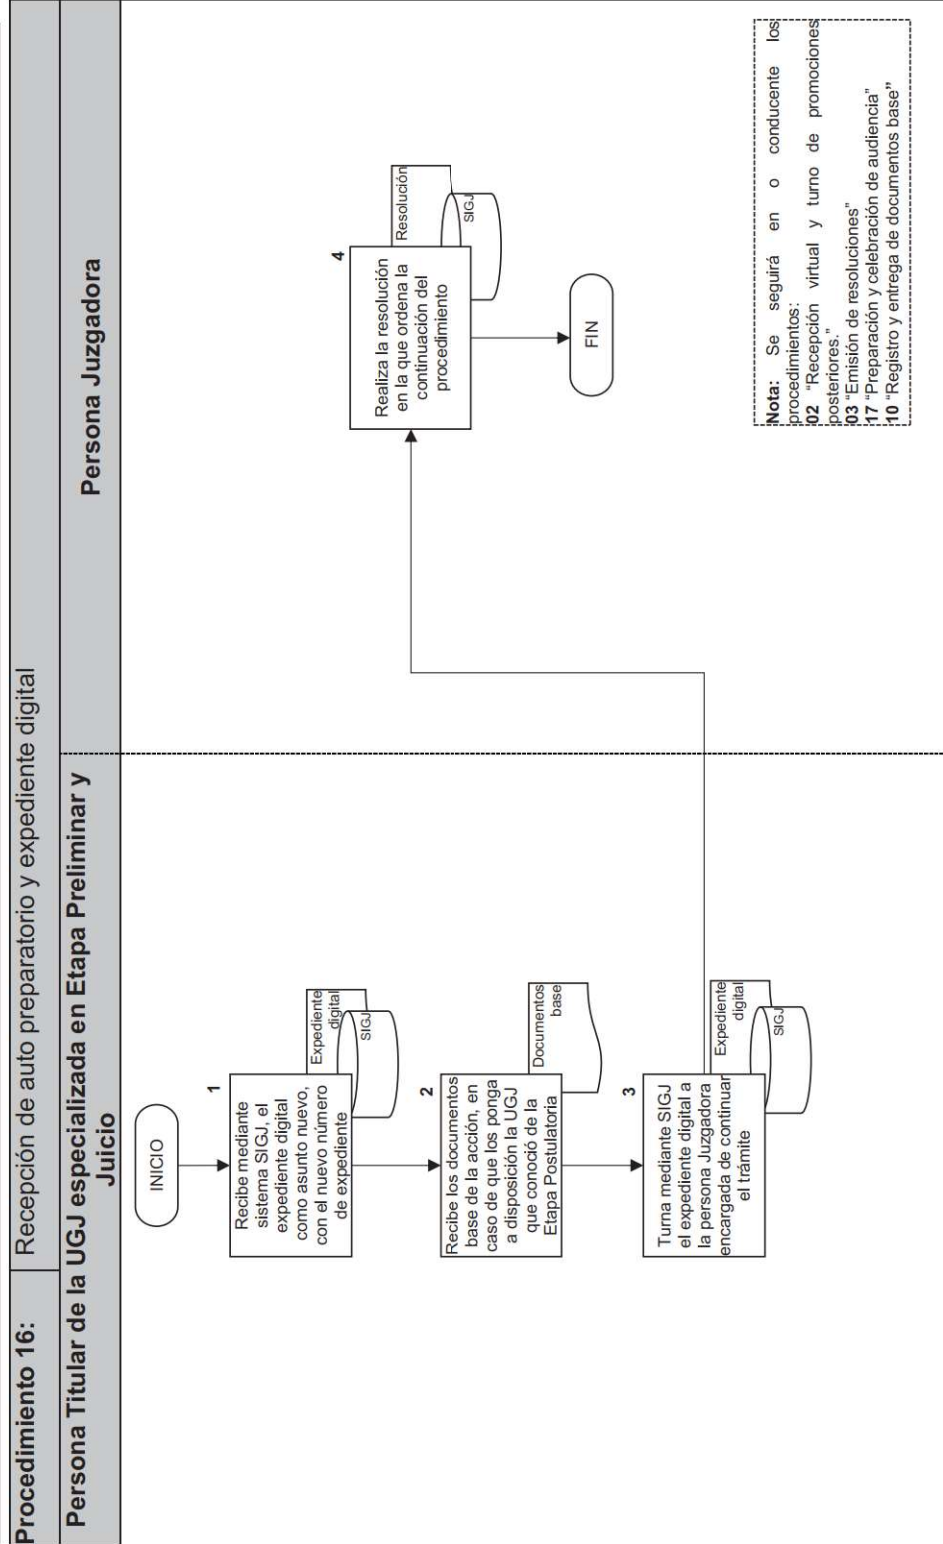 Procedimiento 16:
Recepción de auto preparatorio y expediente digital
Persona Titular de la UGJ especializada en Etapa Preliminar y
Juicio
Persona Juzgadora
INICIO
1
Recibe mediante
sistema SIGJ, el
expediente digital
como asunto nuevo,
con el nuevo número
de expediente
Expediente
digital
SIGJ
2
Recibe los documentos
base de la acción, en
caso de que los ponga
a disposición la UGJ
que conoció de la
Etapa Postulatoria
Documentos
base
3
Turna mediante SIGJ
el expediente digital a
la persona Juzgadora
encargada de continuar
el trámite
Expediente
digital
SIGJ
4
Realiza la resolución
en la que ordena la
continuación del
procedimiento
Resolución
SIGJ
FIN
Nota: Se seguirá en o conducente los
procedimientos:
02 “Recepción virtual y turno de promociones
posteriores.”
03 “Emisión de resoluciones”
17 “Preparación y celebración de audiencia”
10 “Registro y entrega de documentos base”